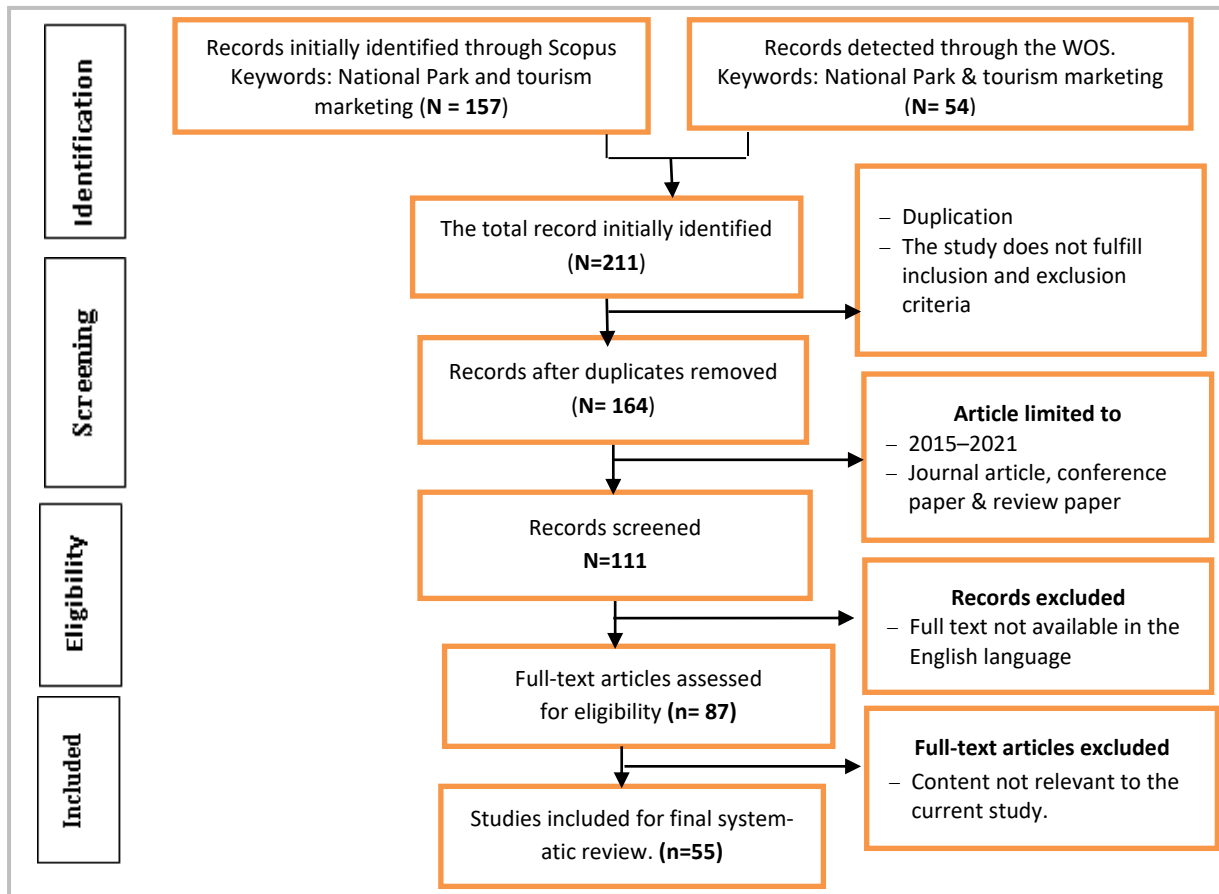 Identification
Records initially identified through Scopus
Keywords: National Park and tourism
marketing (N = 157)
Records detected through the WOS.
Keywords: National Park & tourism marketing
(N= 54)
The total record initially identified
(N=211)
– Duplication
– The study does not fulfill
inclusion and exclusion
criteria
Screening
Records after duplicates removed
(N= 164)
Article limited to
– 2015–2021
– Journal article, conference
paper & review paper
Eligibility
Records screened
N=111
Records excluded
– Full text not available in the
English language
Full-text articles assessed
for eligibility (n= 87)
Included
Full-text articles excluded
– Content not relevant to the
current study.
Studies included for final system-
atic review. (n=55)